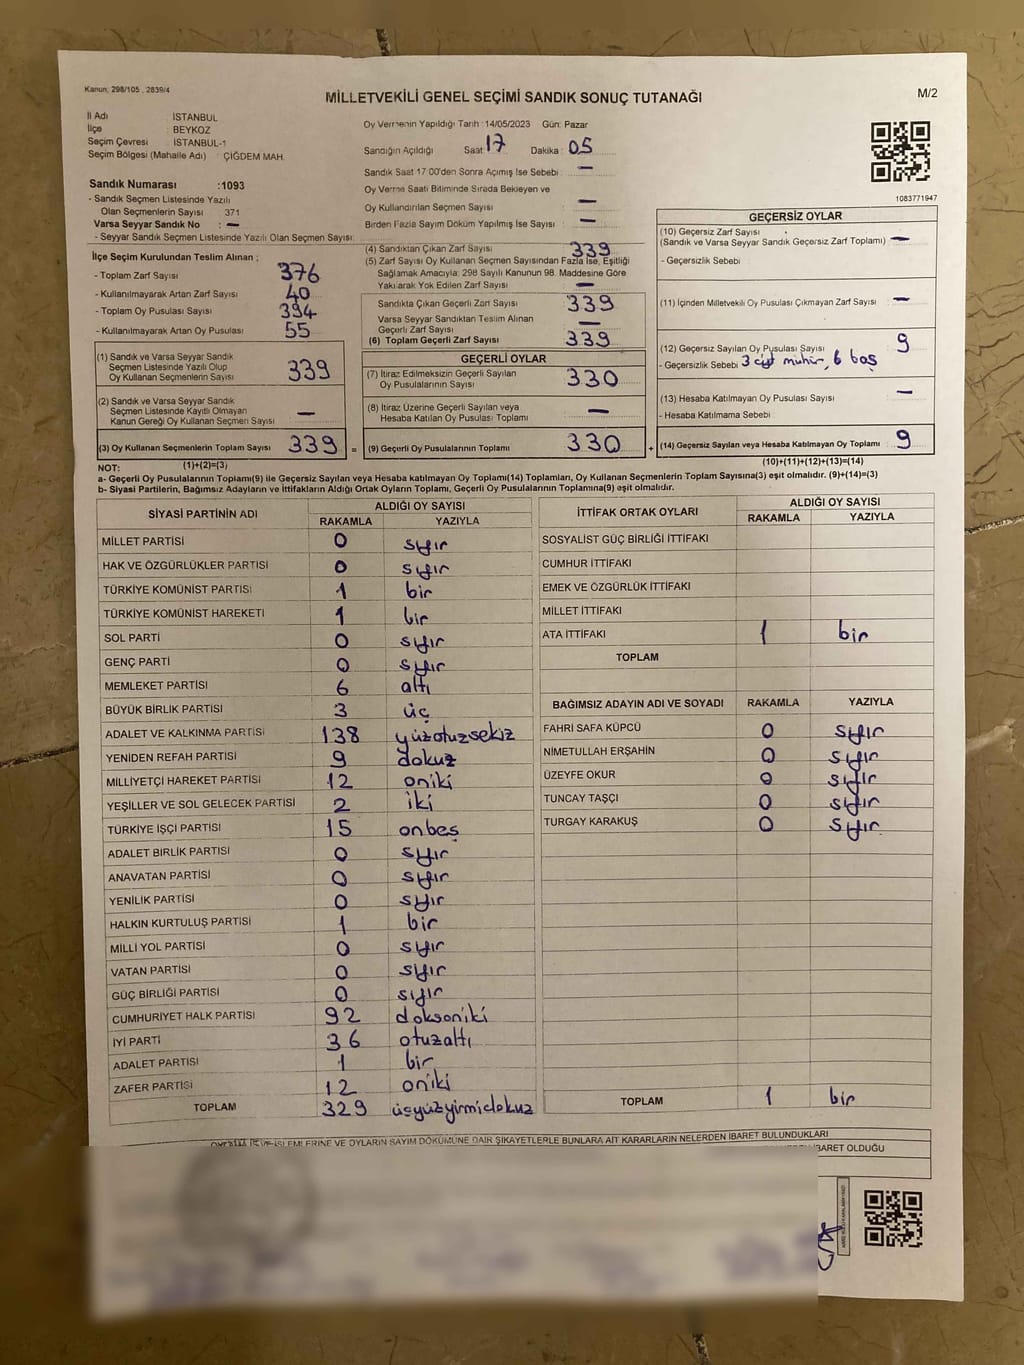 Kanun; 298/105 , 2839/4
MİLLETVEKİLİ GENEL SEÇİMİ SANDIK SONUÇ TUTANAĞI
M/2
İl Adı : İSTANBUL
İlçe : BEYKOZ
Seçim Çevresi : İSTANBUL-1
Seçim Bölgesi (Mahalle Adı) : ÇİĞDEM MAH.
Sandık Numarası :1093
- Sandık Seçmen Listesinde Yazılı
Olan Seçmenlerin Sayısı : 371
Varsa Seyyar Sandık No : —
- Seyyar Sandık Seçmen Listesinde Yazılı Olan Seçmen Sayısı:
Oy Vermenin Yapıldığı Tarih :14/05/2023 Gün: Pazar
Sandığın Açıldığı Saat: 17 Dakika : 05
Sandık Saat 17.00'den Sonra Açımış İse Sebebi : —
Oy Verme Saati Bitiminde Sırada Bekleyen ve
Oy Kullandırılan Seçmen Sayısı : —
Birden Fazla Sayım Döküm Yapılmış İse Sayısı : —
1083771947
İlçe Seçim Kurulundan Teslim Alınan ;
- Toplam Zarf Sayısı : 376
- Kullanılmayarak Artan Zarf Sayısı : 40
- Toplam Oy Pusulası Sayısı : 394
- Kullanılmayarak Artan Oy Pusulası : 55
(1) Sandık ve Varsa Seyyar Sandık
Seçmen Listesinde Yazılı Olup
Oy Kullanan Seçmenlerin Sayısı : 339
(2) Sandık ve Varsa Seyyar Sandık
Seçmen Listesinde Kayıtlı Olmayan
Kanun Gereği Oy Kullanan Seçmen Sayısı : —
(3) Oy Kullanan Seçmenlerin Toplam Sayısı : 339 =
(4) Sandıktan Çıkan Zarf Sayısı : 339
(5) Zarf Sayısı Oy Kullanan Seçmen Sayısından Fazla İse, Eşitliği
Sağlamak Amacıyla; 298 Sayılı Kanunun 98. Maddesine Göre
Yakılarak Yok Edilen Zarf Sayısı : —
Sandıkta Çıkan Geçerli Zarf Sayısı : 339
Varsa Seyyar Sandıktan Teslim Alınan
Geçerli Zarf Sayısı : —
(6) Toplam Geçerli Zarf Sayısı : 339
GEÇERLİ OYLAR
(7) İtiraz Edilmeksizin Geçerli Sayılan
Oy Pusulalarının Sayısı : 330
(8) İtiraz Üzerine Geçerli Sayılan veya
Hesaba Katılan Oy Pusulası Toplamı : —
(9) Geçerli Oy Pusulalarının Toplamı : 330 +
GEÇERSİZ OYLAR
(10) Geçersiz Zarf Sayısı :
(Sandık ve Varsa Seyyar Sandık Geçersiz Zarf Toplamı) —
- Geçersizlik Sebebi :
(11) İçinden Milletvekili Oy Pusulası Çıkmayan Zarf Sayısı : —
(12) Geçersiz Sayılan Oy Pusulası Sayısı : 9
- Geçersizlik Sebebi : 3 çift mühür, 6 boş
(13) Hesaba Katılmayan Oy Pusulası Sayısı : —
- Hesaba Katılmama Sebebi :
(14) Geçersiz Sayılan veya Hesaba Katılmayan Oy Toplamı : 9
NOT: (1)+(2)=(3) (10)+(11)+(12)+(13)=(14)
a- Geçerli Oy Pusulalarının Toplamı(9) ile Geçersiz Sayılan veya Hesaba Katılmayan Oy Toplamı(14) Toplamları, Oy Kullanan Seçmenlerin Toplam Sayısına(3) eşit olmalıdır. (9)+(14)=(3)
b- Siyasi Partilerin, Bağımsız Adayların ve İttifakların Aldığı Ortak Oyların Toplamı, Geçerli Oy Pusulalarının Toplamına(9) eşit olmalıdır.
SİYASİ PARTİNİN ADI ALDIĞI OY SAYISI
RAKAMLA YAZIYLA
MİLLET PARTİSİ 0 sıfır
HAK VE ÖZGÜRLÜKLER PARTİSİ 0 sıfır
TÜRKİYE KOMÜNİST PARTİSİ 1 bir
TÜRKİYE KOMÜNİST HAREKETİ 1 bir
SOL PARTİ 0 sıfır
GENÇ PARTİ 0 sıfır
MEMLEKET PARTİSİ 6 altı
BÜYÜK BİRLİK PARTİSİ 3 üç
ADALET VE KALKINMA PARTİSİ 138 yüzotuzsekiz
YENİDEN REFAH PARTİSİ 9 dokuz
MİLLİYETÇİ HAREKET PARTİSİ 12 oniki
YEŞİLLER VE SOL GELECEK PARTİSİ 2 iki
TÜRKİYE İŞÇİ PARTİSİ 15 onbeş
ADALET BİRLİK PARTİSİ 0 sıfır
ANAVATAN PARTİSİ 0 sıfır
YENİLİK PARTİSİ 0 sıfır
HALKIN KURTULUŞ PARTİSİ 1 bir
MİLLİ YOL PARTİSİ 0 sıfır
VATAN PARTİSİ 0 sıfır
GÜÇ BİRLİĞİ PARTİSİ 0 sıfır
CUMHURİYET HALK PARTİSİ 92 doksoniki
İYİ PARTİ 36 otuzaltı
ADALET PARTİSİ 1 bir
ZAFER PARTİSİ 12 oniki
TOPLAM 329 üçyüzyirmidokuz
İTTİFAK ORTAK OYLARI ALDIĞI OY SAYISI
RAKAMLA YAZIYLA
SOSYALİST GÜÇ BİRLİĞİ İTTİFAKI
CUMHUR İTTİFAKI
EMEK VE ÖZGÜRLÜK İTTİFAKI
MİLLET İTTİFAKI
ATA İTTİFAKI 1 bir
TOPLAM
BAĞIMSIZ ADAYIN ADI VE SOYADI RAKAMLA YAZIYLA
FAHRİ SAFA KÜPCÜ 0 sıfır
NİMETULLAH ERŞAHİN 0 sıfır
ÜZEYFE OKUR 0 sıfır
TUNCAY TAŞÇI 0 sıfır
TURGAY KARAKUŞ 0 sıfır
TOPLAM 1 bir
İŞLEMLERİNE VE OYLARIN SAYIM DÖKÜMÜNE DAİR ŞİKAYETLERLE BUNLARA AİT KARARLARIN NELERDEN İBARET BULUNDUKLARI
İBARET OLDUĞU